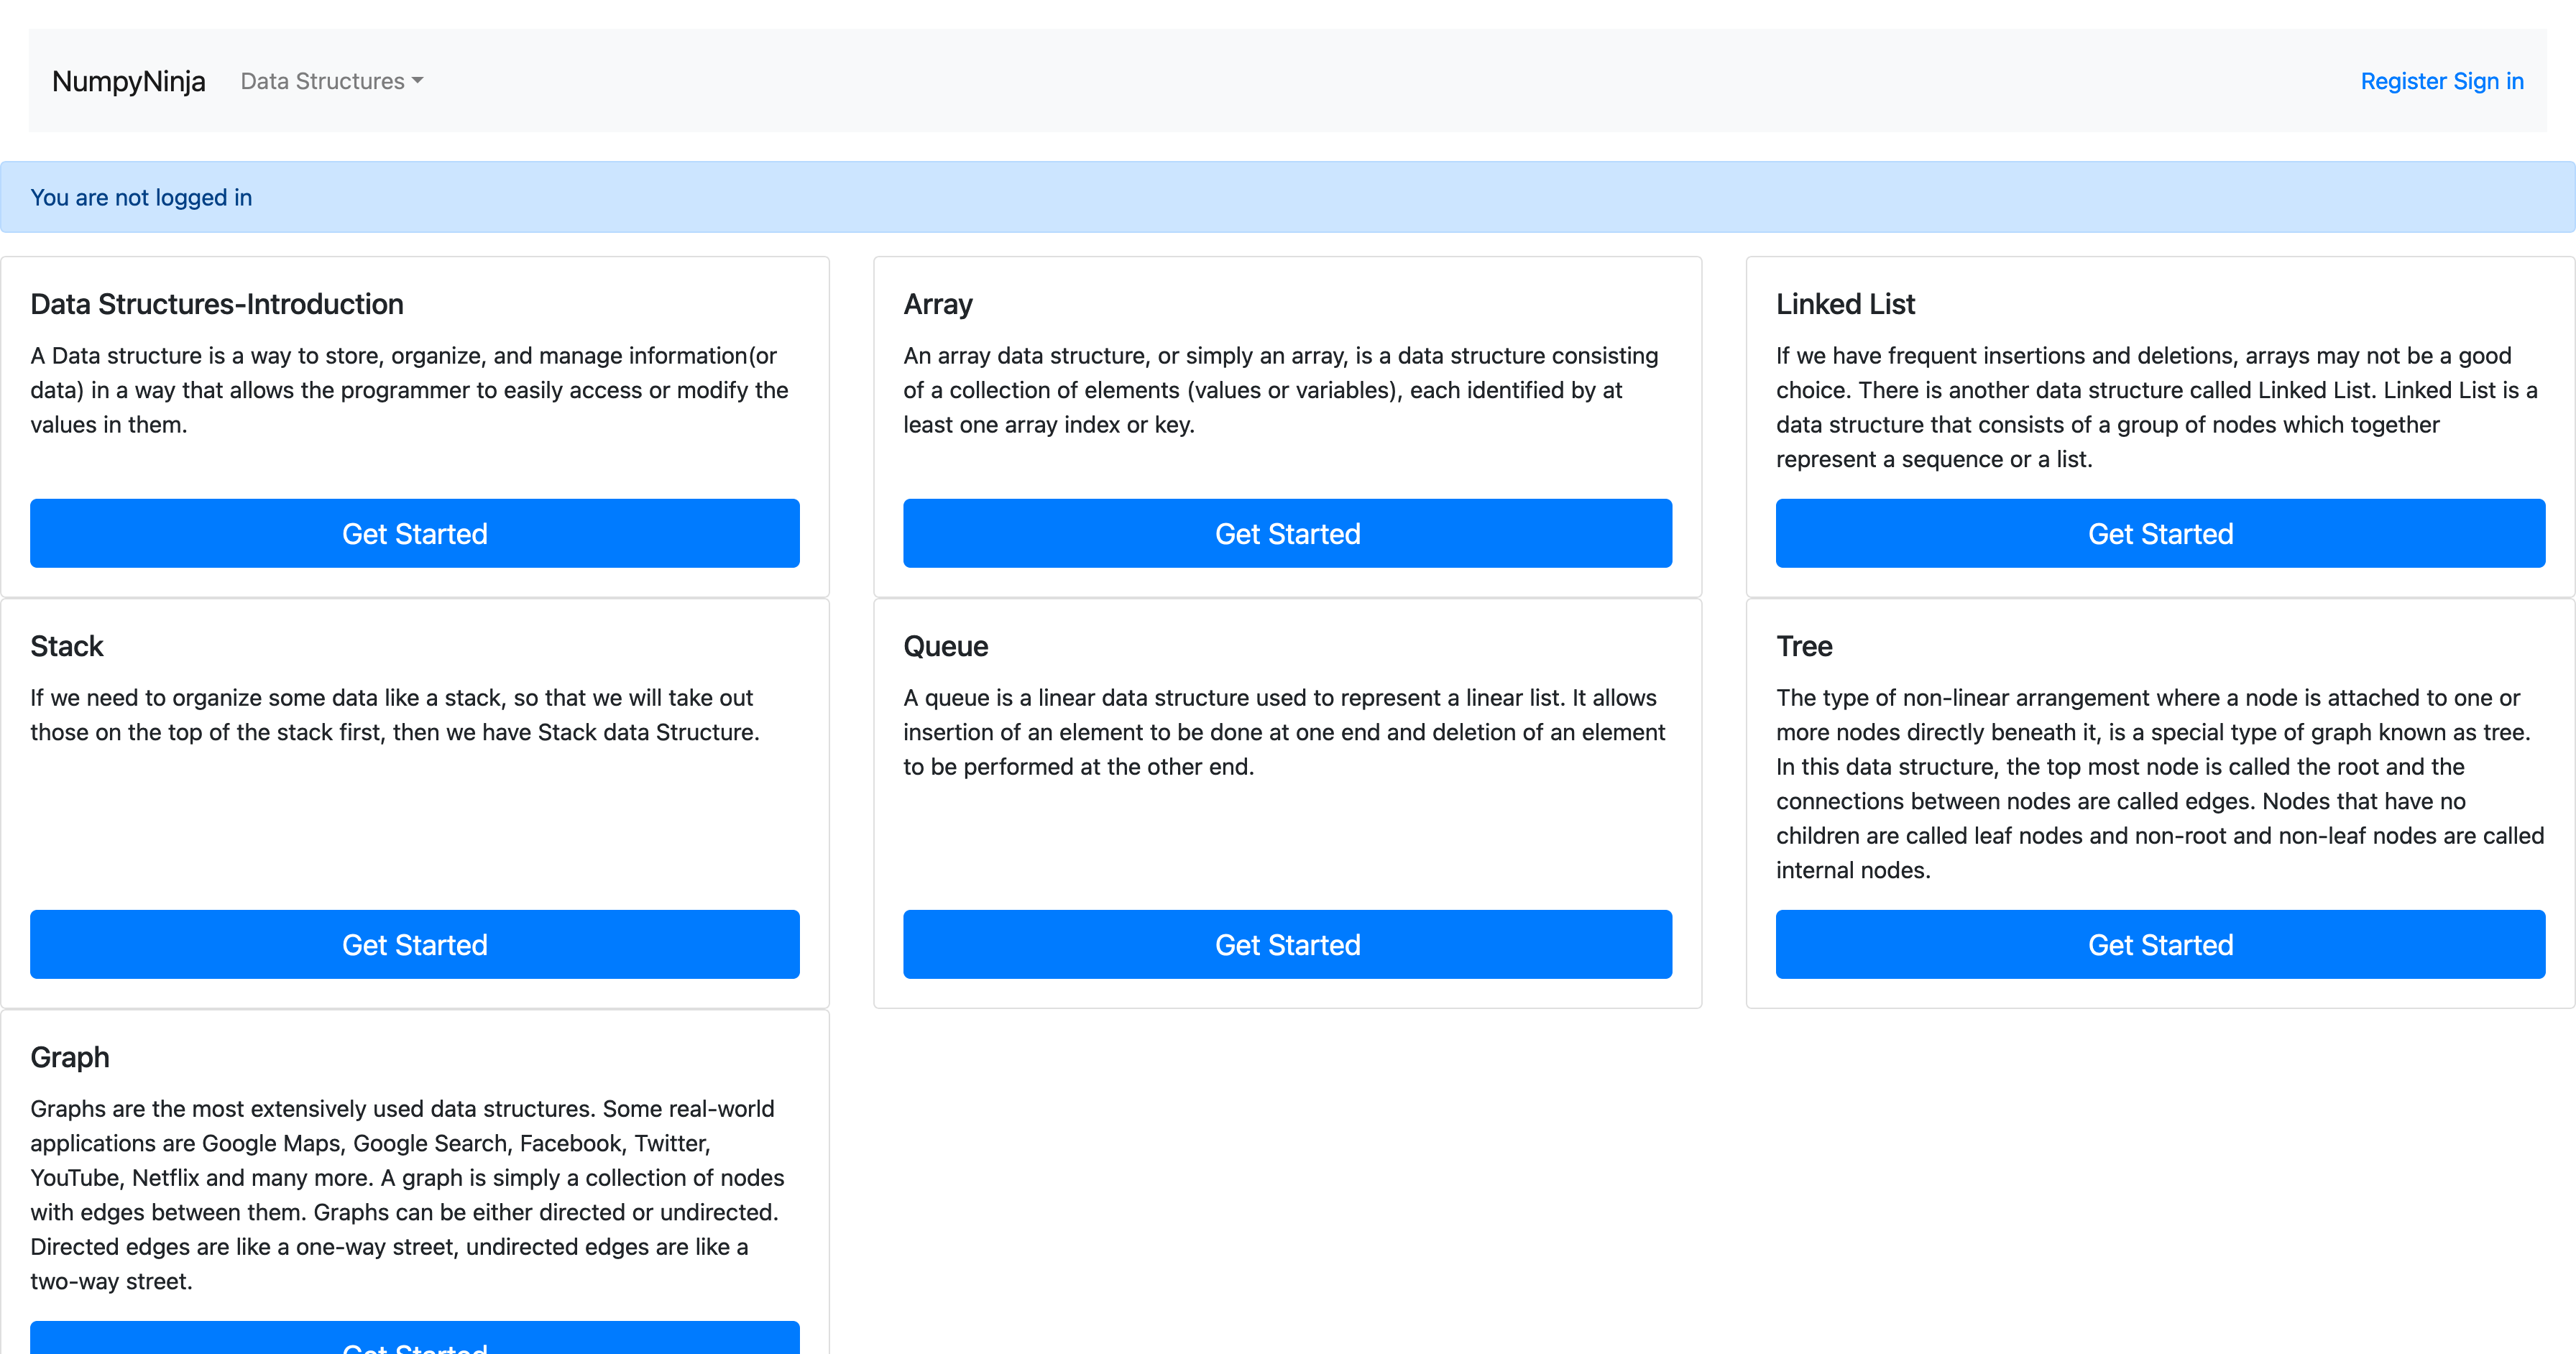 NumpyNinja Data Structures Register Sign in
You are not logged in
Data Structures-Introduction
A Data structure is a way to store, organize, and manage information(or
data) in a way that allows the programmer to easily access or modify the
values in them.
Get Started
Array
An array data structure, or simply an array, is a data structure consisting
of a collection of elements (values or variables), each identified by at
least one array index or key.
Get Started
Linked List
If we have frequent insertions and deletions, arrays may not be a good
choice. There is another data structure called Linked List. Linked List is a
data structure that consists of a group of nodes which together
represent a sequence or a list.
Get Started
Stack
If we need to organize some data like a stack, so that we will take out
those on the top of the stack first, then we have Stack data Structure.
Get Started
Queue
A queue is a linear data structure used to represent a linear list. It allows
insertion of an element to be done at one end and deletion of an element
to be performed at the other end.
Get Started
Tree
The type of non-linear arrangement where a node is attached to one or
more nodes directly beneath it, is a special type of graph known as tree.
In this data structure, the top most node is called the root and the
connections between nodes are called edges. Nodes that have no
children are called leaf nodes and non-root and non-leaf nodes are called
internal nodes.
Get Started
Graph
Graphs are the most extensively used data structures. Some real-world
applications are Google Maps, Google Search, Facebook, Twitter,
YouTube, Netflix and many more. A graph is simply a collection of nodes
with edges between them. Graphs can be either directed or undirected.
Directed edges are like a one-way street, undirected edges are like a
two-way street.
Get Started